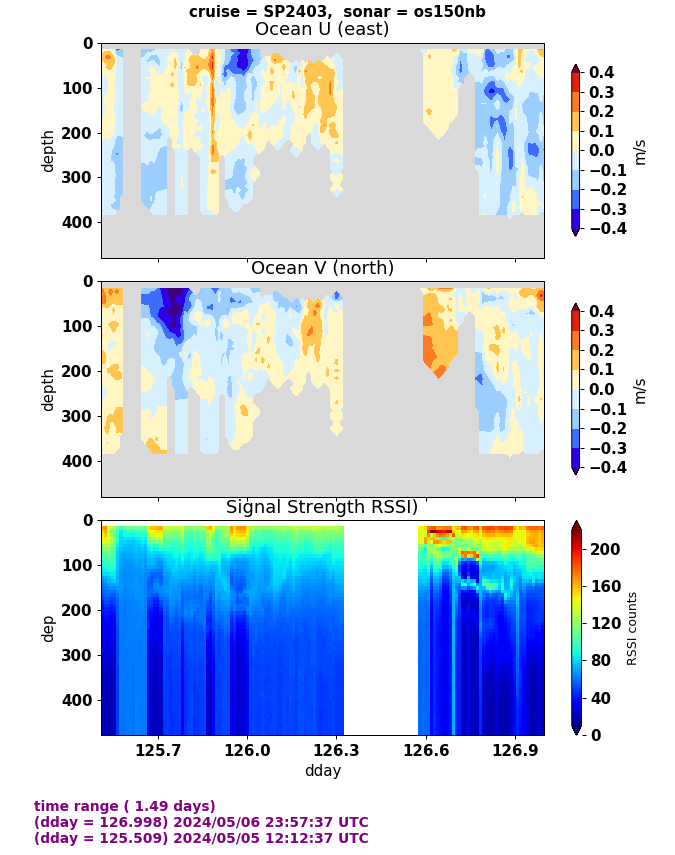 cruise = SP2403,  sonar = os150nb
Ocean U (east)
0
100
200
300
400
depth
0.4
0.3
0.2
0.1
0.0
−0.1
−0.2
−0.3
−0.4
m/s
Ocean V (north)
0
100
200
300
400
depth
0.4
0.3
0.2
0.1
0.0
−0.1
−0.2
−0.3
−0.4
m/s
Signal Strength RSSI)
0
100
200
300
400
dep
200
160
120
80
40
0
RSSI counts
125.7 126.0 126.3 126.6 126.9
dday
time range ( 1.49 days)
(dday = 126.998) 2024/05/06 23:57:37 UTC
(dday = 125.509) 2024/05/05 12:12:37 UTC